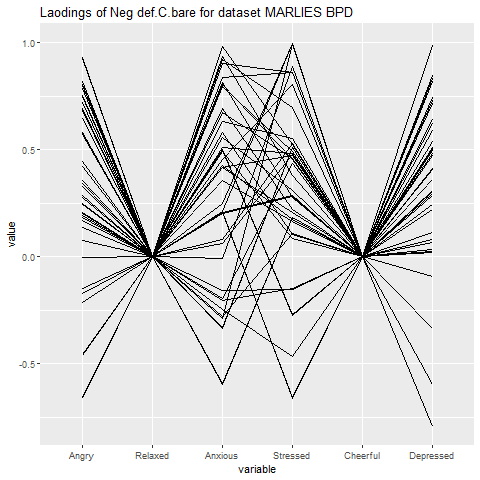 Laodings of Neg def.C.bare for dataset MARLIES BPD
1.0
0.5
0.0
-0.5
value
Angry Relaxed Anxious Stressed Cheerful Depressed
variable